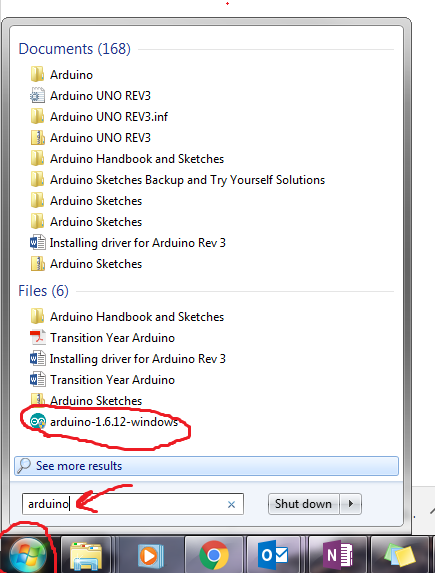 Documents (168)
Arduino
Arduino UNO REV3
Arduino UNO REV3.inf
Arduino UNO REV3
Arduino Handbook and Sketches
Arduino Sketches Backup and Try Yourself Solutions
Arduino Sketches
Arduino Sketches
Installing driver for Arduino Rev 3
Arduino Sketches
Files (6)
Arduino Handbook and Sketches
Transition Year Arduino
Installing driver for Arduino Rev 3
Transition Year Arduino
Arduino Sketches
arduino-1.6.12-windows
See more results
arduino
Shut down